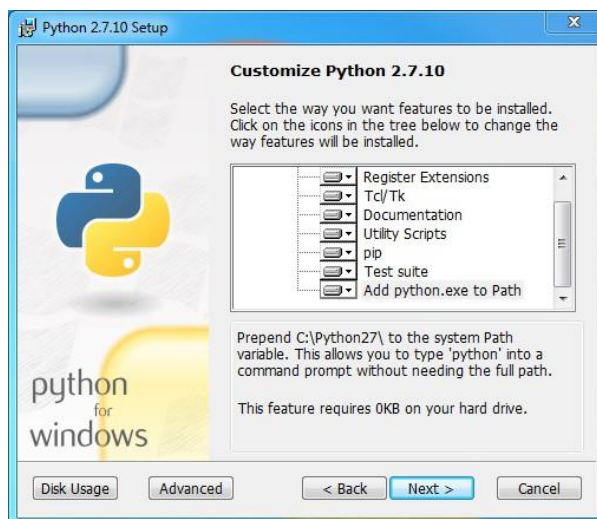 Python 2.7.10 Setup
Customize Python 2.7.10
Select the way you want features to be installed.
Click on the icons in the tree below to change the
way features will be installed.
Register Extensions
Tcl/Tk
Documentation
Utility Scripts
pip
Test suite
Add python.exe to Path
Prepend C:\Python27\ to the system Path
variable. This allows you to type 'python' into a
command prompt without needing the full path.
This feature requires 0KB on your hard drive.
python
for
windows
Disk Usage
Advanced
< Back
Next >
Cancel